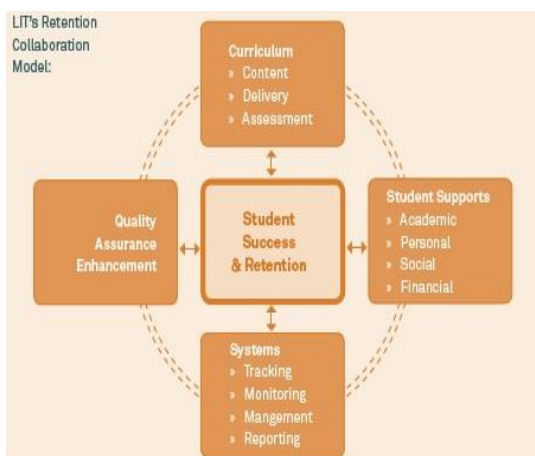 LIT's Retention
Collaboration
Model:
Curriculum
» Content
» Delivery
» Assessment
Quality
Assurance
Enhancement
Student
Success
& Retention
Student Supports
» Academic
» Personal
» Social
» Financial
Systems
» Tracking
» Monitoring
» Mangement
» Reporting